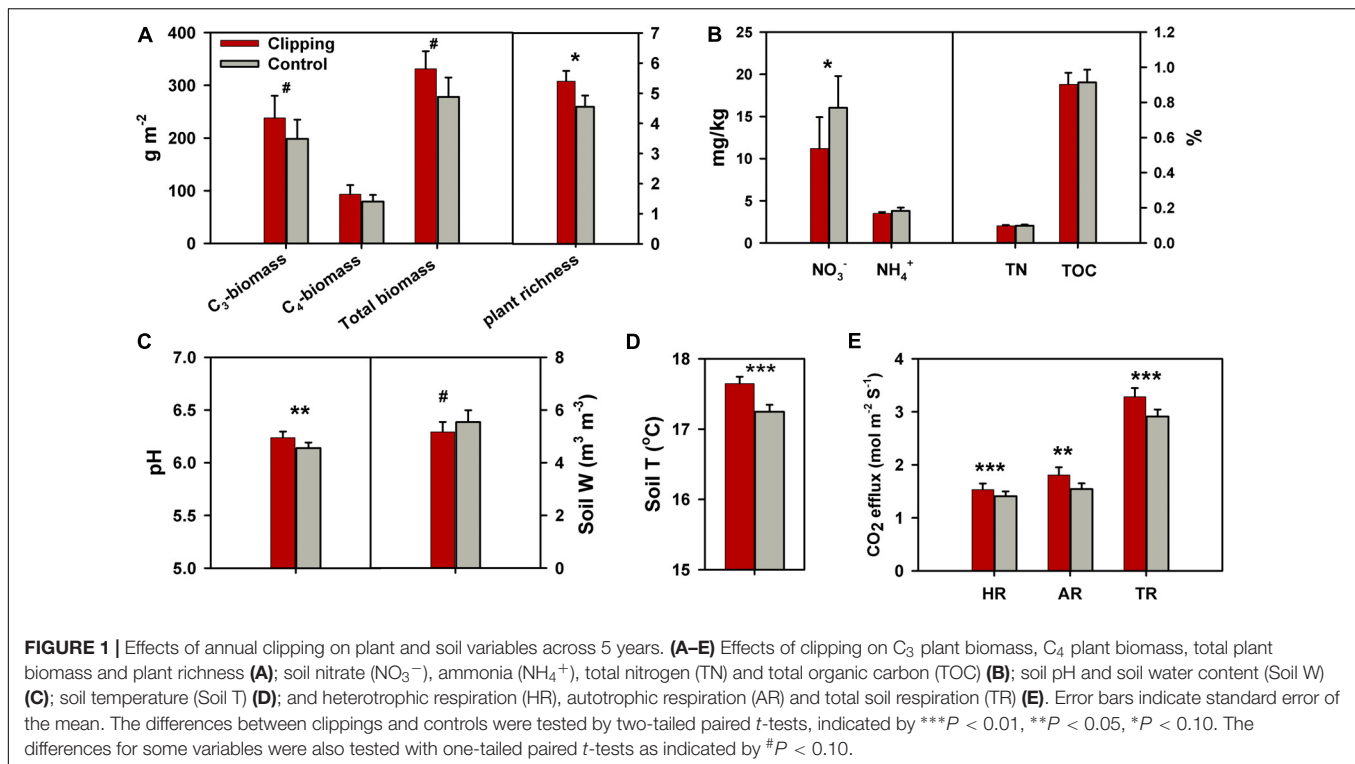 A
Clipping
Control
g m⁻²
400
300
200
100
0
#
#
*
7
6
5
4
3
2
1
0
C₃-biomass
C₄-biomass
Total biomass
plant richness
B
mg/kg
25
20
15
10
5
0
*
1.2
1.0
0.8
0.6
0.4
0.2
0.0
%
NO₃⁻
NH₄⁺
TN
TOC
C
pH
7.0
6.5
6.0
5.5
5.0
**
#
8
6
4
2
0
Soil W (m³ m⁻³)
D
Soil T (°C)
18
17
16
15
***
E
CO₂ efflux (mol m⁻² S⁻¹)
4
3
2
1
0
***
**
***
HR
AR
TR
FIGURE 1 | Effects of annual clipping on plant and soil variables across 5 years. (A–E) Effects of clipping on C₃ plant biomass, C₄ plant biomass, total plant
biomass and plant richness (A); soil nitrate (NO₃⁻), ammonia (NH₄⁺), total nitrogen (TN) and total organic carbon (TOC) (B); soil pH and soil water content (Soil W)
(C); soil temperature (Soil T) (D); and heterotrophic respiration (HR), autotrophic respiration (AR) and total soil respiration (TR) (E). Error bars indicate standard error of
the mean. The differences between clippings and controls were tested by two-tailed paired t-tests, indicated by ***P < 0.01, **P < 0.05, *P < 0.10. The
differences for some variables were also tested with one-tailed paired t-tests as indicated by #P < 0.10.